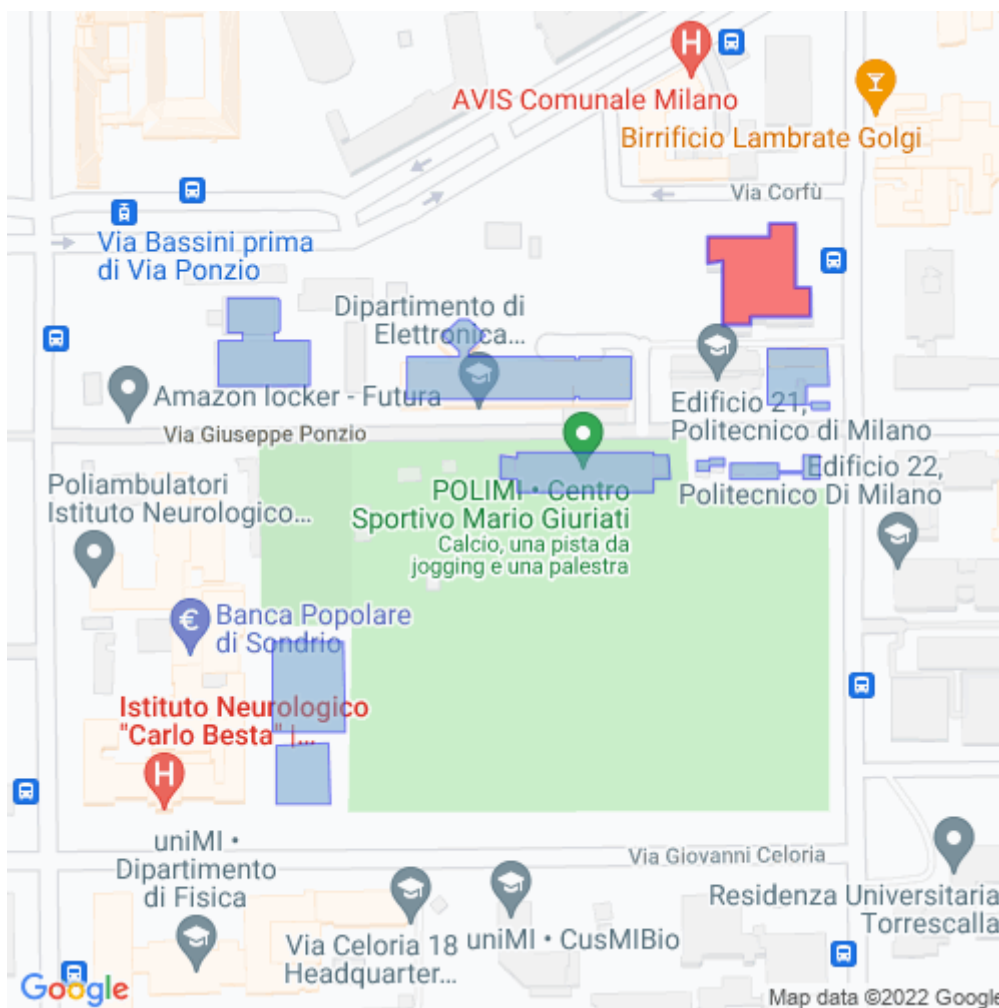 AVIS Comunale Milano
Birrificio Lambrate Golgi
Via Corfù
Via Bassini prima
di Via Ponzio
Dipartimento di
Elettronica...
Amazon locker - Futura
Edificio 21,
Politecnico di Milano
Via Giuseppe Ponzio
Edificio 22,
Politecnico Di Milano
Poliambulatori
Istituto Neurologico...
POLIMI • Centro
Sportivo Mario Giuriati
Calcio, una pista da
jogging e una palestra
Banca Popolare
di Sondrio
Istituto Neurologico
"Carlo Besta" |...
uniMI •
Dipartimento
di Fisica
Via Giovanni Celoria
Residenza Universitaria
Torrescalla
Via Celoria 18
Headquarter...
uniMI • CusMIBio
Google
Map data ©2022 Google
H
H